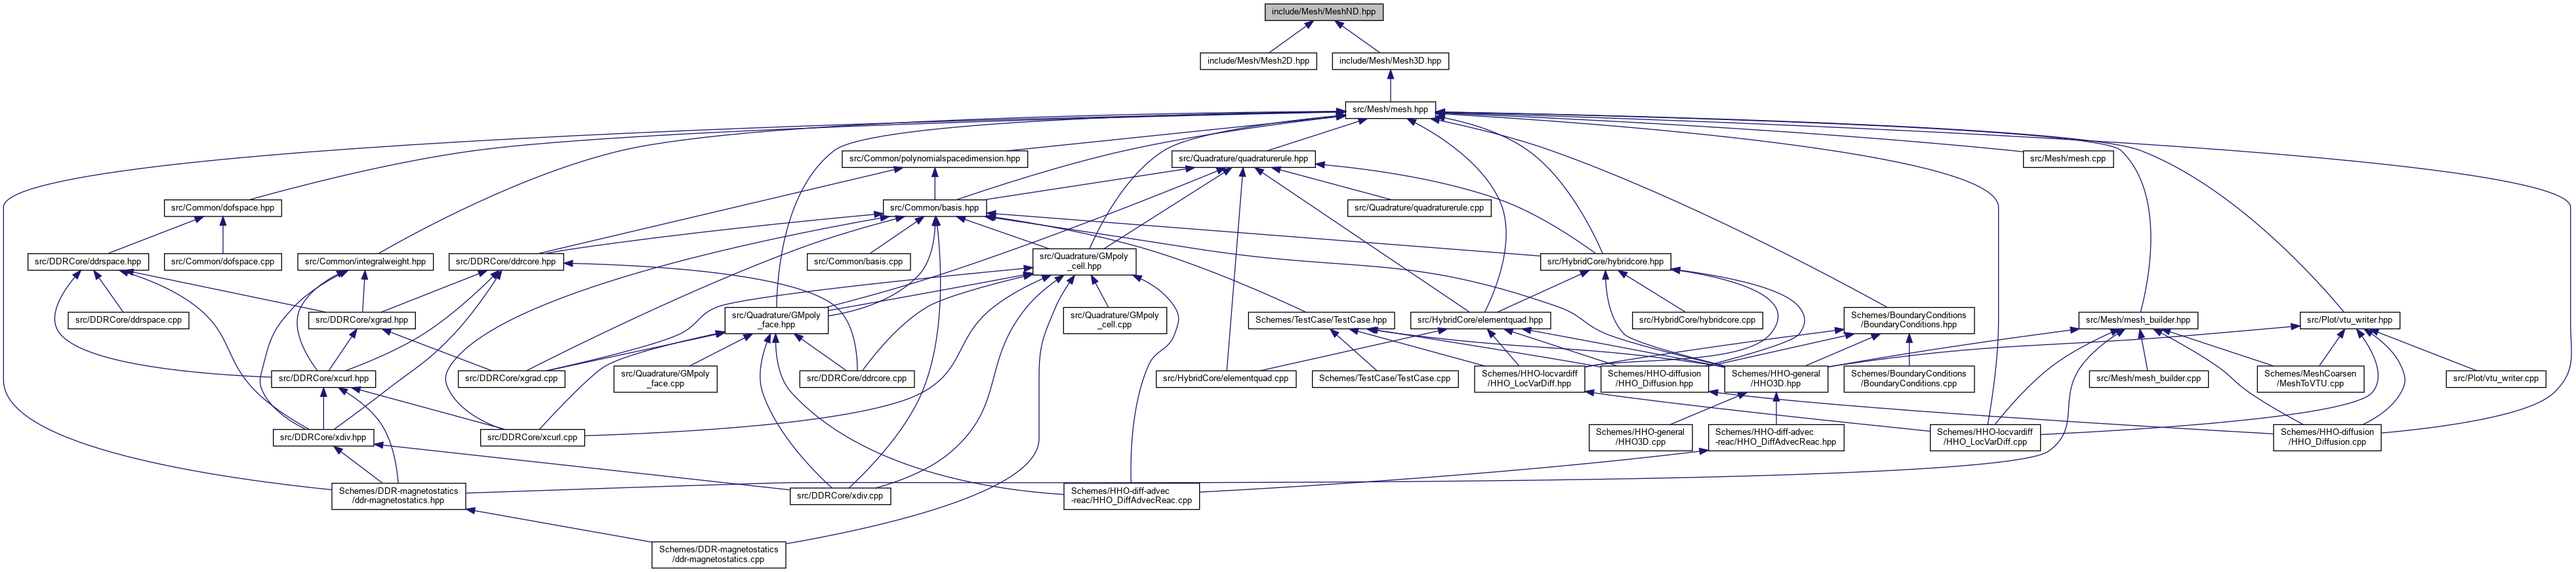 include/Mesh/MeshND.hpp
include/Mesh/Mesh2D.hpp
include/Mesh/Mesh3D.hpp
src/Mesh/mesh.hpp
src/Common/polynomialspacedimension.hpp
src/Quadrature/quadraturerule.hpp
src/Mesh/mesh.cpp
src/Common/dofspace.hpp
src/Common/basis.hpp
src/Quadrature/quadraturerule.cpp
src/DDRCore/ddrspace.hpp
src/Common/dofspace.cpp
src/Common/integralweight.hpp
src/DDRCore/ddrcore.hpp
src/Common/basis.cpp
src/Quadrature/GMpoly
_cell.hpp
src/HybridCore/hybridcore.hpp
src/DDRCore/ddrspace.cpp
src/DDRCore/xgrad.hpp
src/Quadrature/GMpoly
_face.hpp
src/Quadrature/GMpoly
_cell.cpp
Schemes/TestCase/TestCase.hpp
src/HybridCore/elementquad.hpp
src/HybridCore/hybridcore.cpp
Schemes/BoundaryConditions
/BoundaryConditions.hpp
src/Mesh/mesh_builder.hpp
src/Plot/vtu_writer.hpp
src/DDRCore/xcurl.hpp
src/DDRCore/xgrad.cpp
src/Quadrature/GMpoly
_face.cpp
src/DDRCore/ddrcore.cpp
src/HybridCore/elementquad.cpp
Schemes/TestCase/TestCase.cpp
Schemes/HHO-locvardiff
/HHO_LocVarDiff.hpp
Schemes/HHO-diffusion
/HHO_Diffusion.hpp
Schemes/HHO-general
/HHO3D.hpp
Schemes/BoundaryConditions
/BoundaryConditions.cpp
src/Mesh/mesh_builder.cpp
Schemes/MeshCoarsen
/MeshToVTU.cpp
src/Plot/vtu_writer.cpp
src/DDRCore/xdiv.hpp
src/DDRCore/xcurl.cpp
Schemes/HHO-general
/HHO3D.cpp
Schemes/HHO-diff-advec
-reac/HHO_DiffAdvecReac.hpp
Schemes/HHO-locvardiff
/HHO_LocVarDiff.cpp
Schemes/HHO-diffusion
/HHO_Diffusion.cpp
Schemes/DDR-magnetostatics
/ddr-magnetostatics.hpp
src/DDRCore/xdiv.cpp
Schemes/HHO-diff-advec
-reac/HHO_DiffAdvecReac.cpp
Schemes/DDR-magnetostatics
/ddr-magnetostatics.cpp